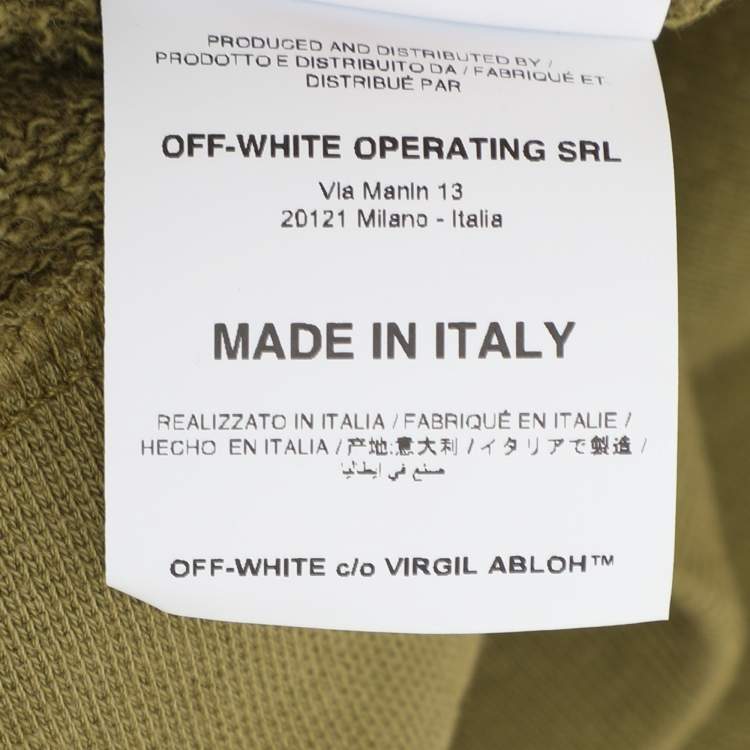 PRODUCED AND DISTRIBUTED BY /
PRODOTTO E DISTRIBUITO DA / FABRIQUÉ ET
DISTRIBUÉ PAR
OFF-WHITE OPERATING SRL
Via Manin 13
20121 Milano - Italia
MADE IN ITALY
REALIZZATO IN ITALIA / FABRIQUÉ EN ITALIE /
HECHO EN ITALIA / 产地:意大利 / イタリアで製造 /
صنع في ايطاليا
OFF-WHITE c/o VIRGIL ABLOH™